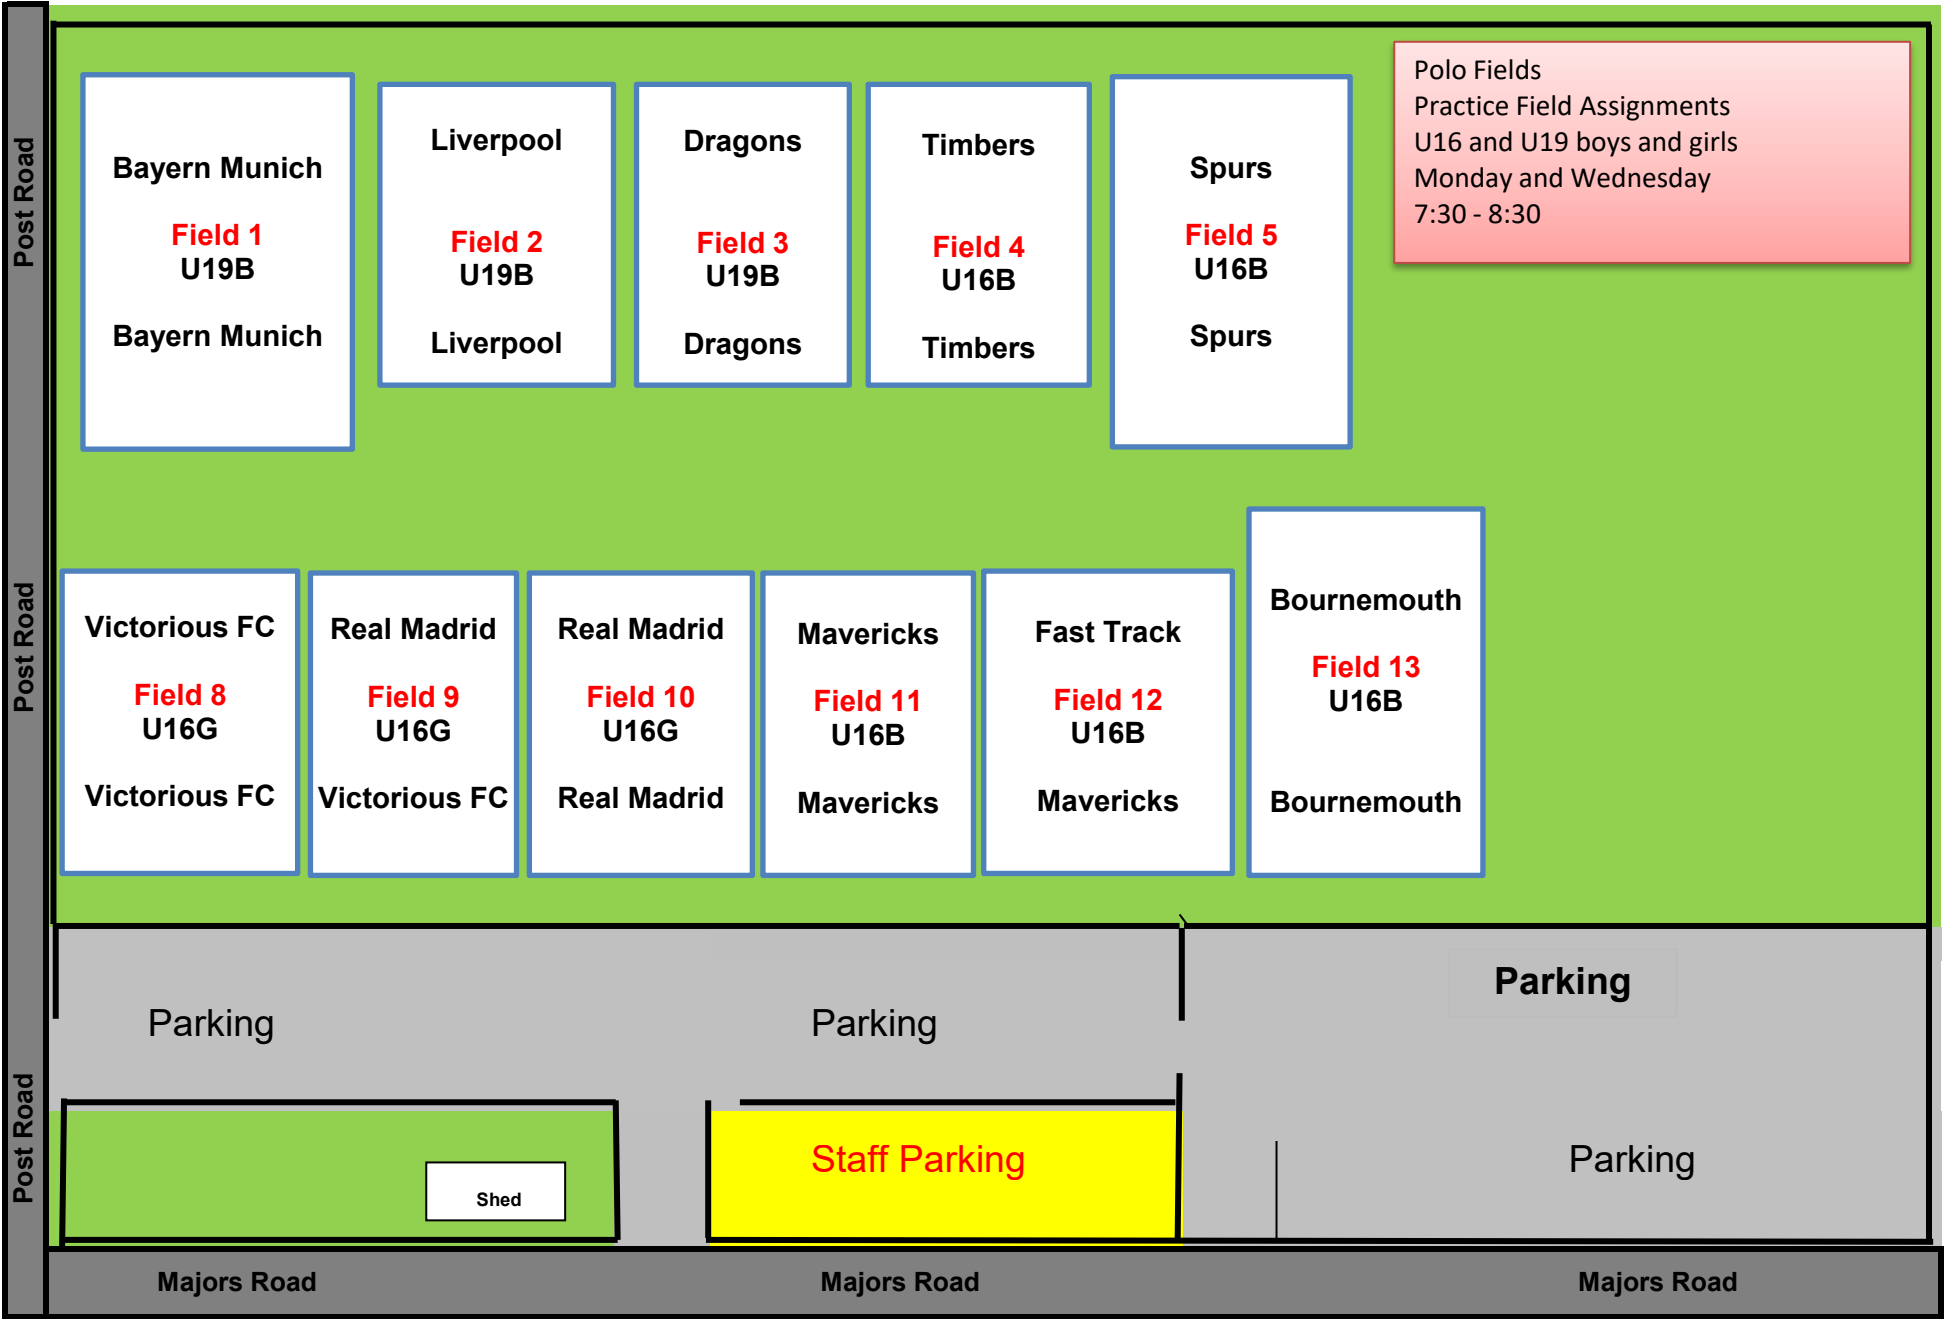 Polo Fields
Practice Field Assignments
U16 and U19 boys and girls
Monday and Wednesday
7:30 - 8:30
Post Road
Bayern Munich
Field 1
U19B
Bayern Munich
Liverpool
Field 2
U19B
Liverpool
Dragons
Field 3
U19B
Dragons
Timbers
Field 4
U16B
Timbers
Spurs
Field 5
U16B
Spurs
Post Road
Victorious FC
Field 8
U16G
Victorious FC
Real Madrid
Field 9
U16G
Victorious FC
Real Madrid
Field 10
U16G
Real Madrid
Mavericks
Field 11
U16B
Mavericks
Fast Track
Field 12
U16B
Mavericks
Bournemouth
Field 13
U16B
Bournemouth
Parking
Parking
Parking
Post Road
Shed
Staff Parking
Parking
Majors Road
Majors Road
Majors Road